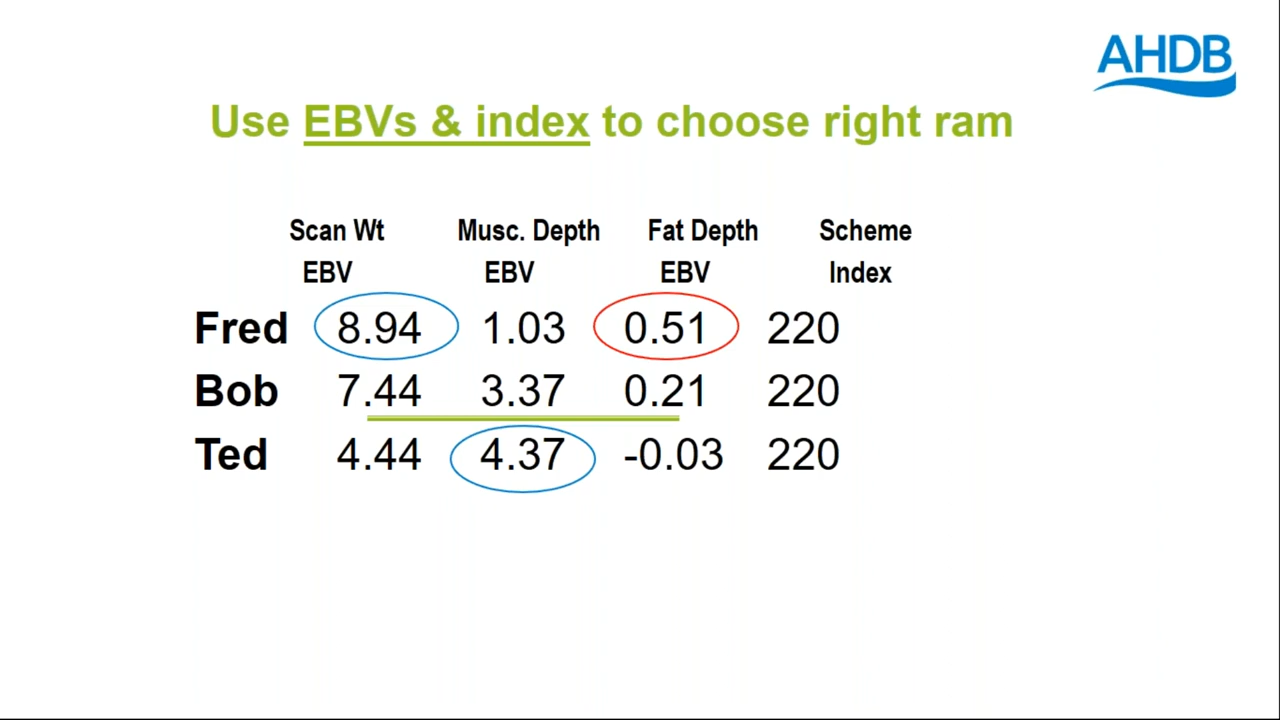 AHDB
Use EBVs & index to choose right ram
Scan Wt Musc. Depth Fat Depth Scheme
EBV EBV EBV Index
Fred 8.94 1.03 0.51 220
Bob 7.44 3.37 0.21 220
Ted 4.44 4.37 -0.03 220